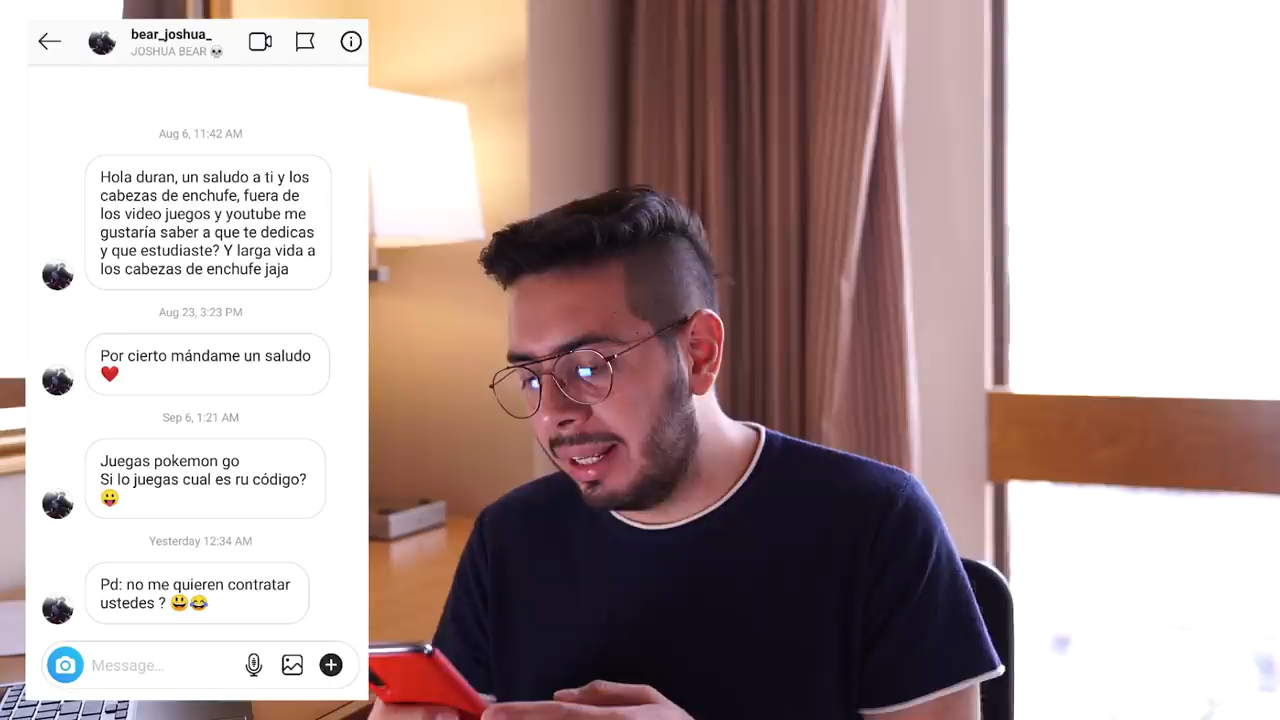 bear_joshua_
JOSHUA BEAR 💀
Aug 6, 11:42 AM
Hola duran, un saludo a ti y los
cabezas de enchufe, fuera de
los video juegos y youtube me
gustaría saber a que te dedicas
y que estudiaste? Y larga vida a
los cabezas de enchufe jaja
Aug 23, 3:23 PM
Por cierto mándame un saludo
❤️
Sep 6, 1:21 AM
Juegas pokemon go
Si lo juegas cual es ru código?
😛
Yesterday 12:34 AM
Pd: no me quieren contratar
ustedes ? 😃😂
Message...